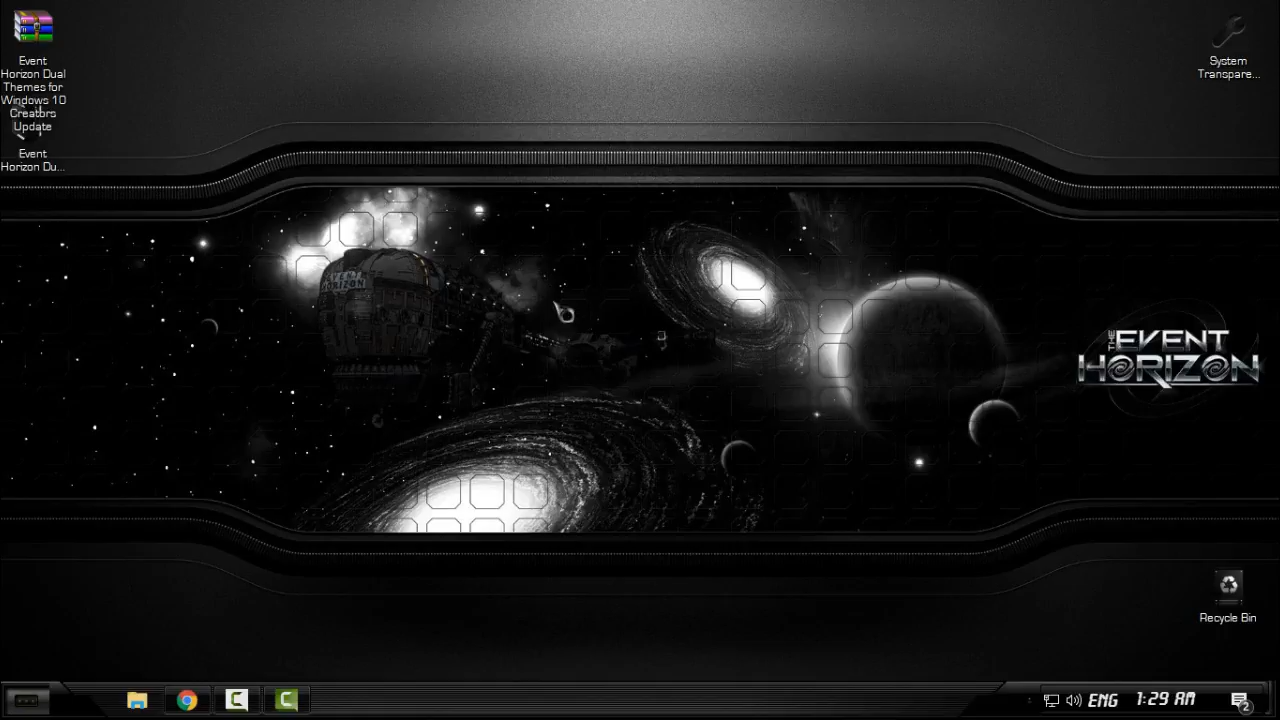 Event
Horizon Dual
Themes for
Windows 10
Creators
Update
Event
Horizon Du...
System
Transpare...
EVENT
HORIZON
THE
EVENT
HORIZON
Recycle Bin
ENG
1:29 AM
2